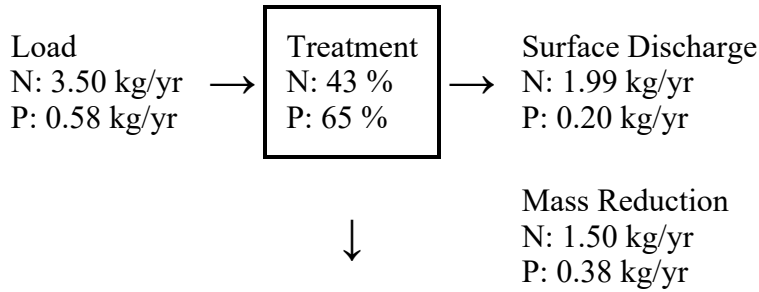 Load
N: 3.50 kg/yr
P: 0.58 kg/yr
→
Treatment
N: 43 %
P: 65 %
→
Surface Discharge
N: 1.99 kg/yr
P: 0.20 kg/yr
↓
Mass Reduction
N: 1.50 kg/yr
P: 0.38 kg/yr